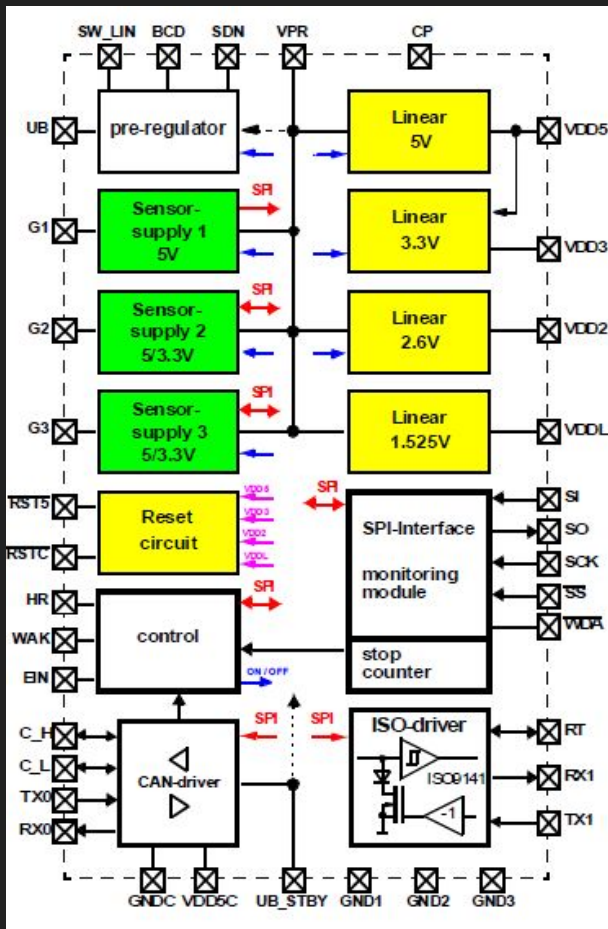 SW_LIN BCD SDN VPR CP
UB
pre-regulator
Linear
5V
VDD5
G1
Sensor-
supply 1
5V
SPI
Linear
3.3V
VDD3
G2
Sensor-
supply 2
5/3.3V
SPI
Linear
2.6V
VDD2
G3
Sensor-
supply 3
5/3.3V
SPI
Linear
1.525V
VDDL
RST5
RSTC
Reset
circuit
VDD5
VDD3
VDD2
VDDL
SPI
SPI-Interface
monitoring
module
stop
counter
SI
SO
SCK
SS
WDA
HR
WAK
EIN
control
SPI
ON / OFF
C_H
C_L
TX0
RX0
CAN-driver
SPI
SPI
ISO-driver
ISO9141
-1
RT
RX1
TX1
GNDC VDD5C UB_STBY GND1 GND2 GND3